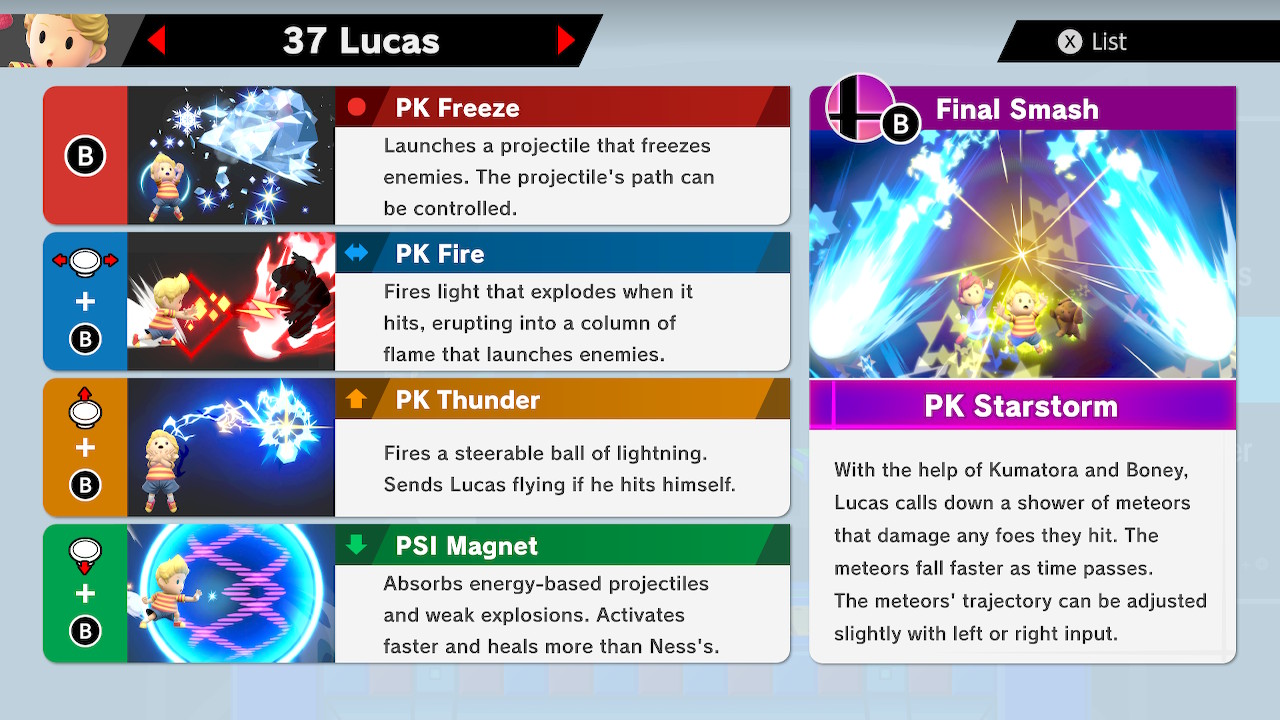 37 Lucas
X List
B
PK Freeze
Launches a projectile that freezes
enemies. The projectile's path can
be controlled.
+
B
PK Fire
Fires light that explodes when it
hits, erupting into a column of
flame that launches enemies.
+
B
PK Thunder
Fires a steerable ball of lightning.
Sends Lucas flying if he hits himself.
+
B
PSI Magnet
Absorbs energy-based projectiles
and weak explosions. Activates
faster and heals more than Ness's.
B
Final Smash
PK Starstorm
With the help of Kumatora and Boney,
Lucas calls down a shower of meteors
that damage any foes they hit. The
meteors fall faster as time passes.
The meteors' trajectory can be adjusted
slightly with left or right input.